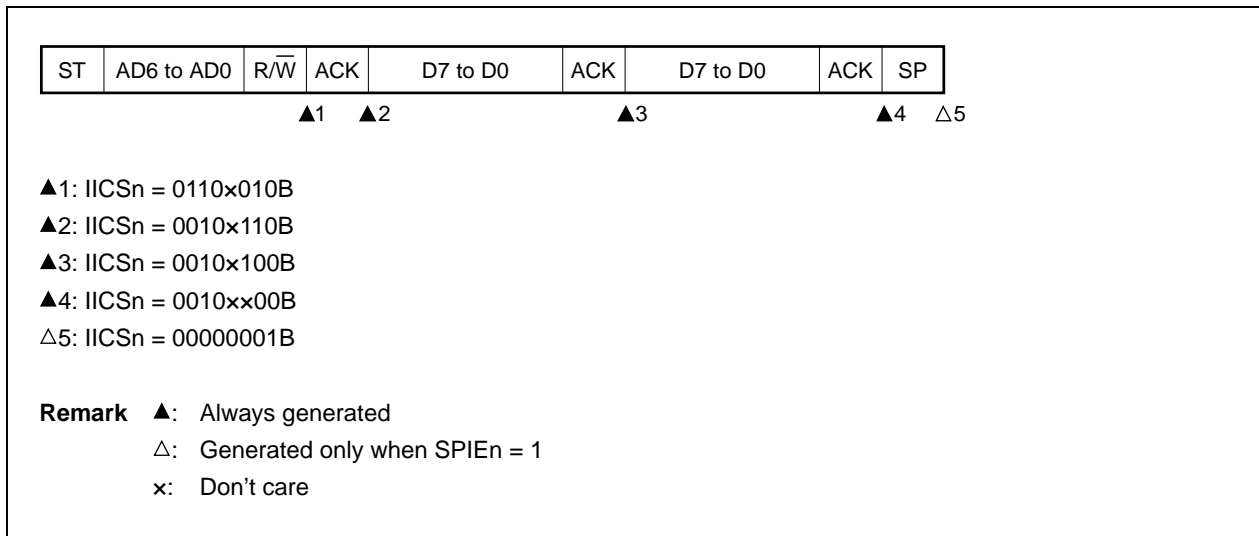 ST AD6 to AD0 R/W̅ ACK D7 to D0 ACK D7 to D0 ACK SP
▲1 ▲2 ▲3 ▲4 △5
▲1: IICSn = 0110×010B
▲2: IICSn = 0010×110B
▲3: IICSn = 0010×100B
▲4: IICSn = 0010××00B
△5: IICSn = 00000001B
Remark ▲: Always generated
△: Generated only when SPIEn = 1
×: Don't care